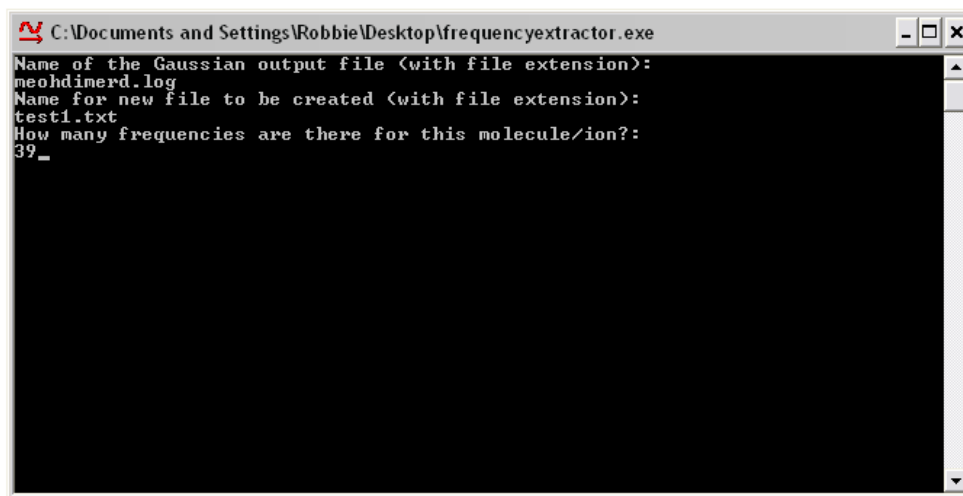 C:\Documents and Settings\Robbie\Desktop\frequencyextractor.exe
Name of the Gaussian output file (with file extension):
meohdimerd.log
Name for new file to be created (with file extension):
test1.txt
How many frequencies are there for this molecule/ion?:
39_